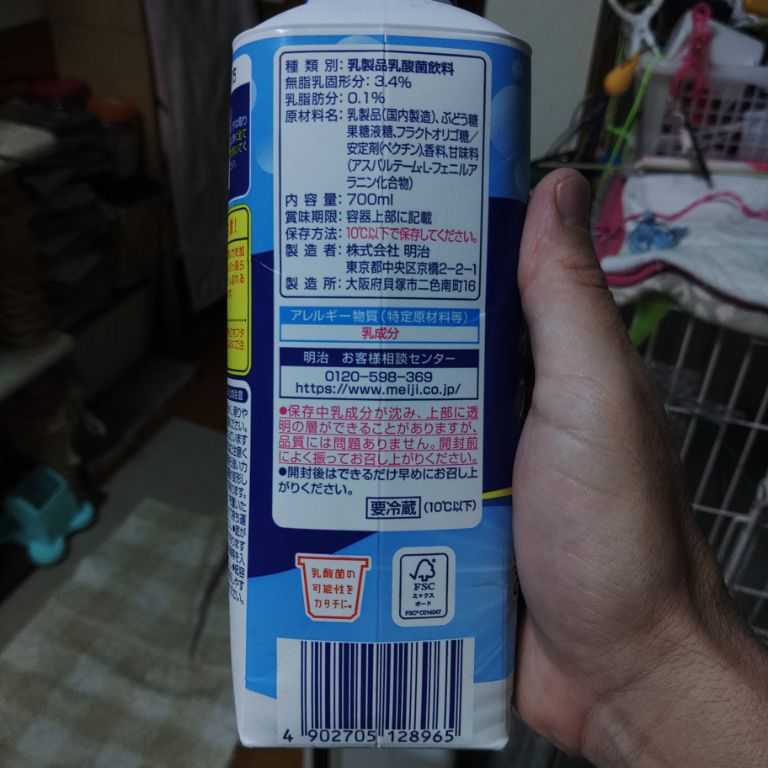 種類別: 乳製品乳酸菌飲料
無脂乳固形分: 3.4%
乳脂肪分: 0.1%
原材料名: 乳製品(国内製造)、ぶどう糖
果糖液糖、フラクトオリゴ糖/
安定剤(ペクチン)、香料、甘味料
(アスパルテーム・L-フェニルア
ラニン化合物)
内容量: 700ml
賞味期限: 容器上部に記載
保存方法: 10℃以下で保存してください。
製造者: 株式会社 明治
東京都中央区京橋2-2-1
製造所: 大阪府貝塚市二色南町16
アレルギー物質(特定原材料等)
乳成分
明治 お客様相談センター
0120-598-369
https://www.meiji.co.jp/
●保存中乳成分が沈み、上部に透
明の層ができることがありますが、
品質には問題ありません。開封前
によく振ってお召し上がりください。
●開封後はできるだけ早めにお召し上
がりください。
要冷蔵 (10℃以下)
乳酸菌の
可能性を
カタチに。
FSC
ミックス
ボード
FSC® C014047
4 902705 128965